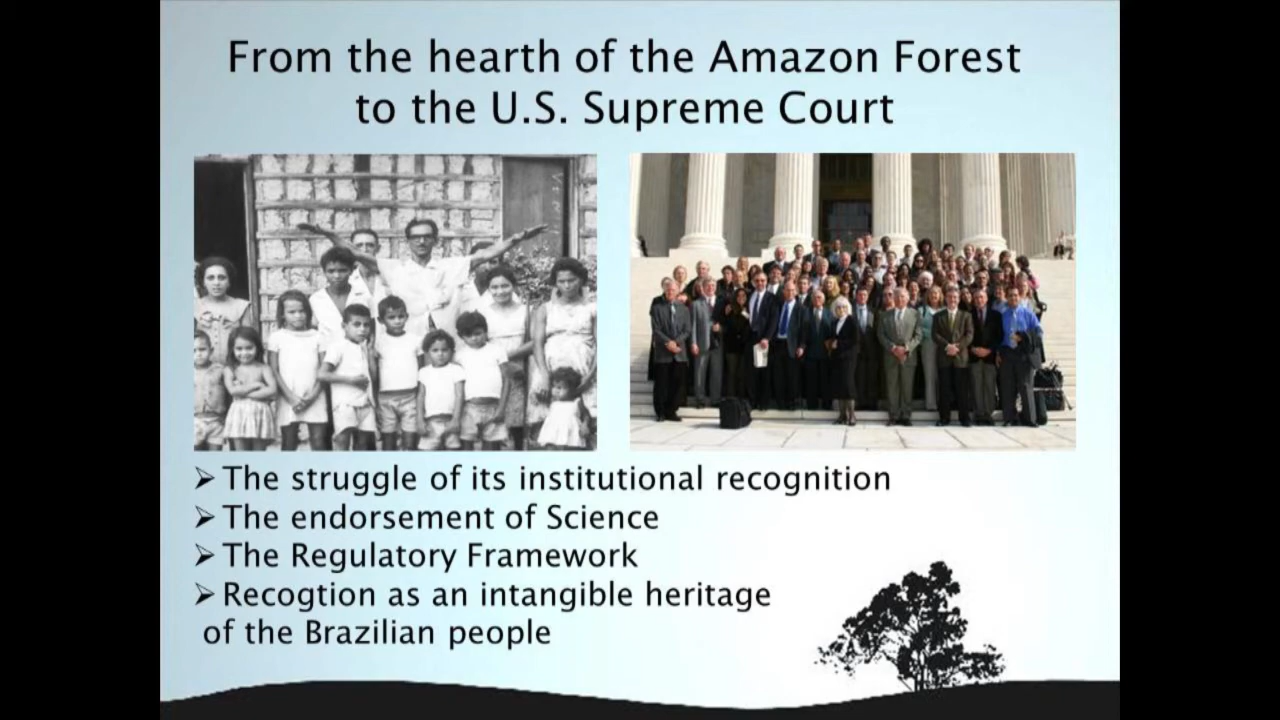 From the hearth of the Amazon Forest
to the U.S. Supreme Court
➢ The struggle of its institutional recognition
➢ The endorsement of Science
➢ The Regulatory Framework
➢ Recogtion as an intangible heritage
of the Brazilian people